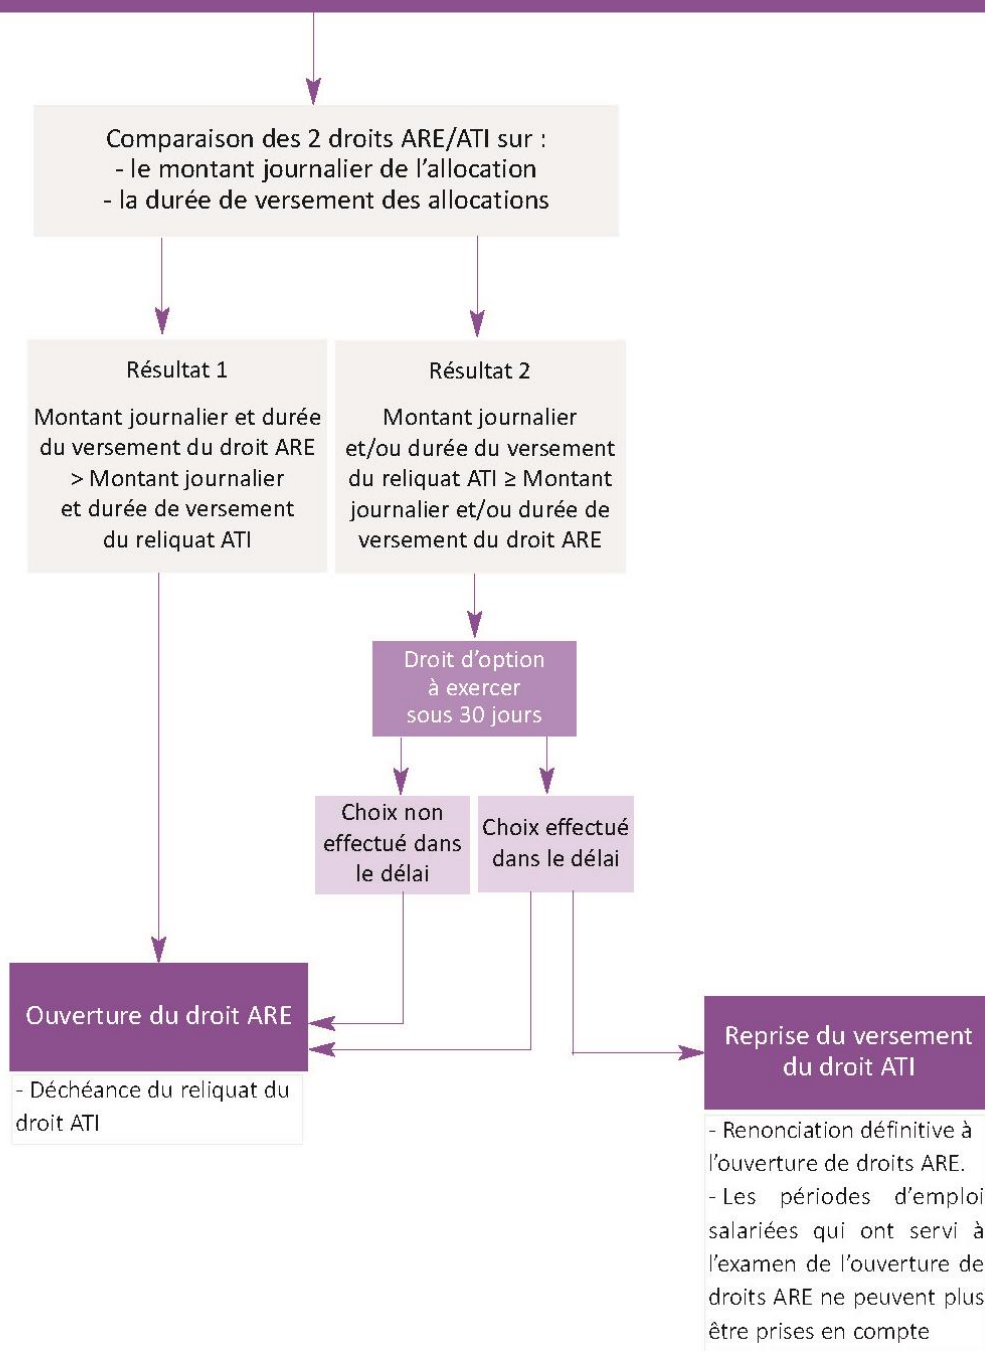 Comparaison des 2 droits ARE/ATI sur :
- le montant journalier de l’allocation
- la durée de versement des allocations
Résultat 1
Montant journalier et durée
du versement du droit ARE
> Montant journalier
et durée de versement
du reliquat ATI
Résultat 2
Montant journalier
et/ou durée du versement
du reliquat ATI ≥ Montant
journalier et/ou durée de
versement du droit ARE
Droit d’option
à exercer
sous 30 jours
Choix non
effectué dans
le délai
Choix effectué
dans le délai
Ouverture du droit ARE
- Déchéance du reliquat du
droit ATI
Reprise du versement
du droit ATI
- Renonciation définitive à
l’ouverture de droits ARE.
- Les périodes d’emploi
salariées qui ont servi à
l’examen de l’ouverture de
droits ARE ne peuvent plus
être prises en compte